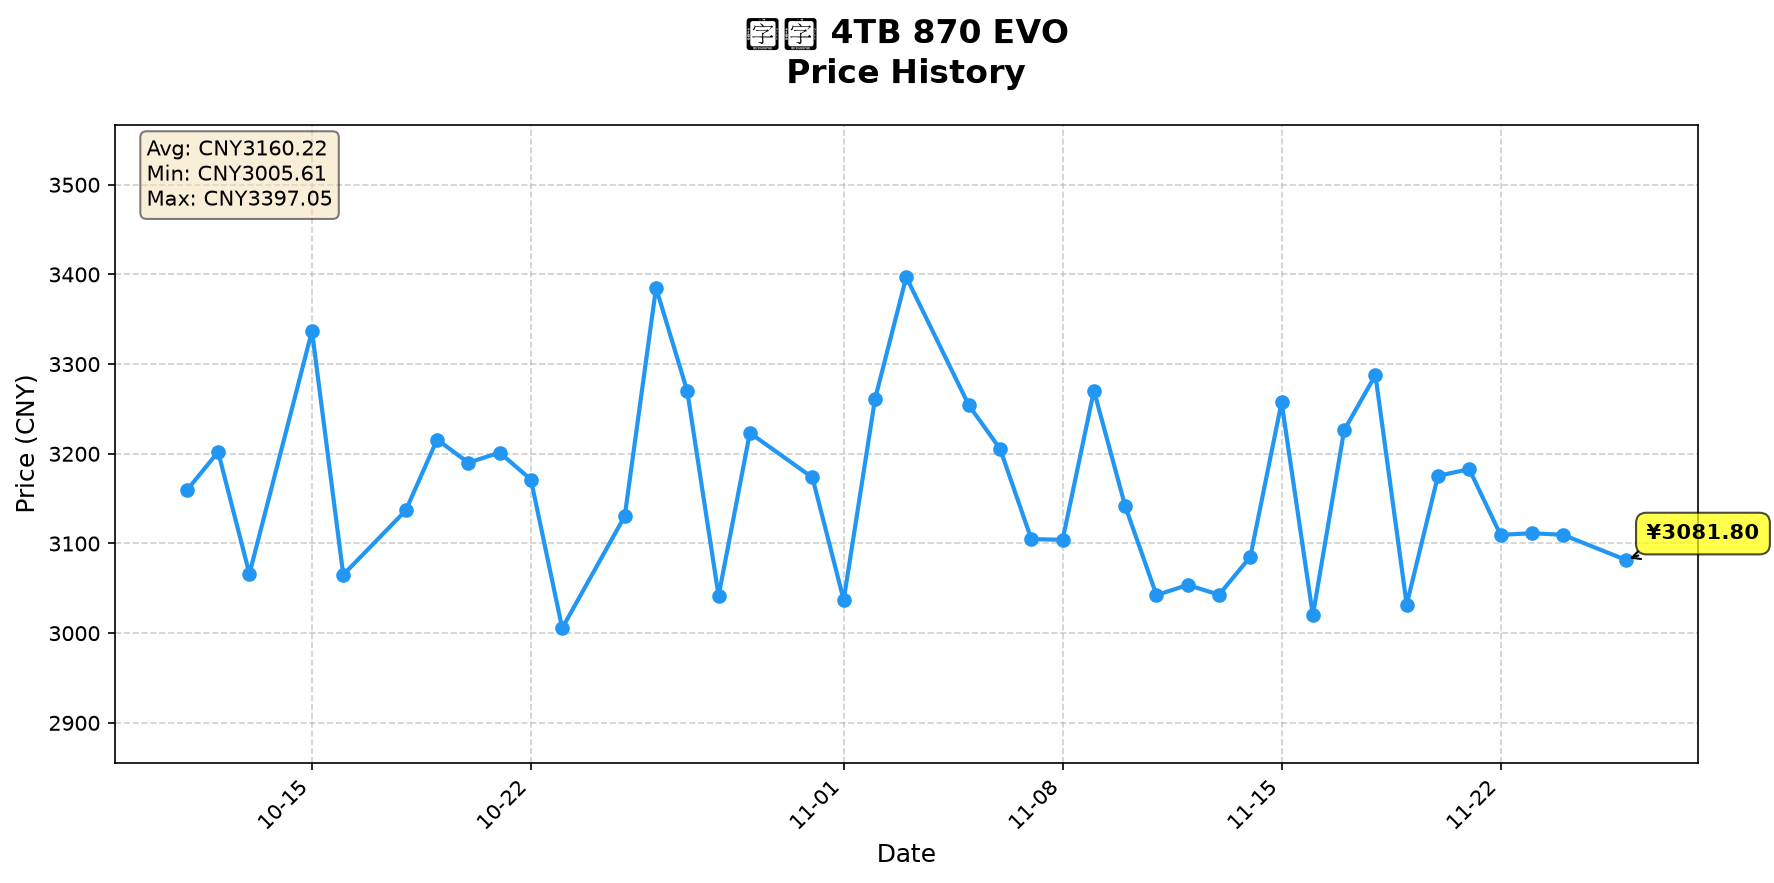 4TB 870 EVO
Price History
Avg: CNY3160.22
Min: CNY3005.61
Max: CNY3397.05
Price (CNY)
3500
3400
3300
3200
3100
3000
2900
¥3081.80
10-15
10-22
11-01
11-08
11-15
11-22
Date